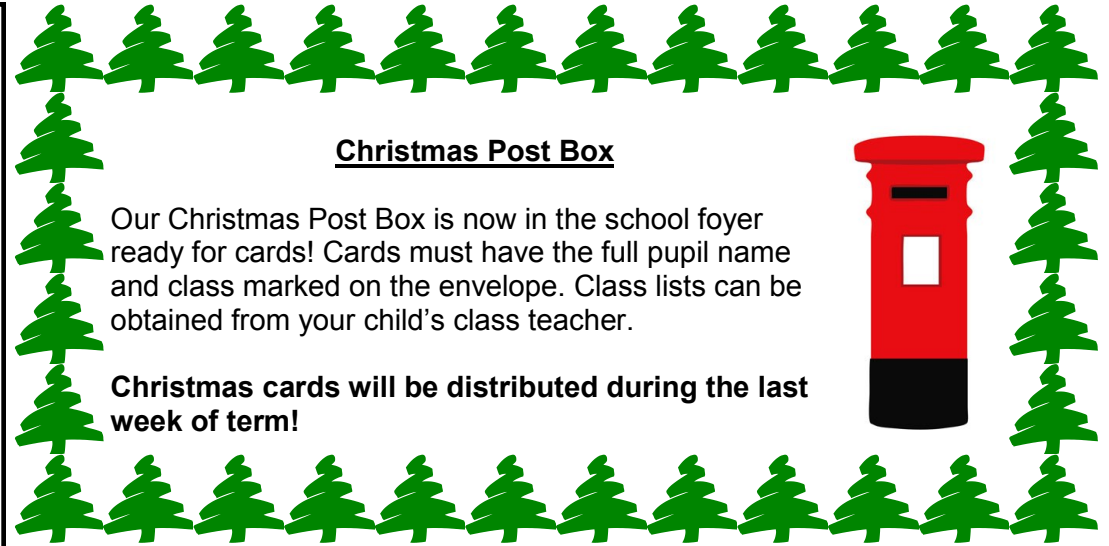 Christmas Post Box
Our Christmas Post Box is now in the school foyer
ready for cards! Cards must have the full pupil name
and class marked on the envelope. Class lists can be
obtained from your child’s class teacher.
Christmas cards will be distributed during the last
week of term!